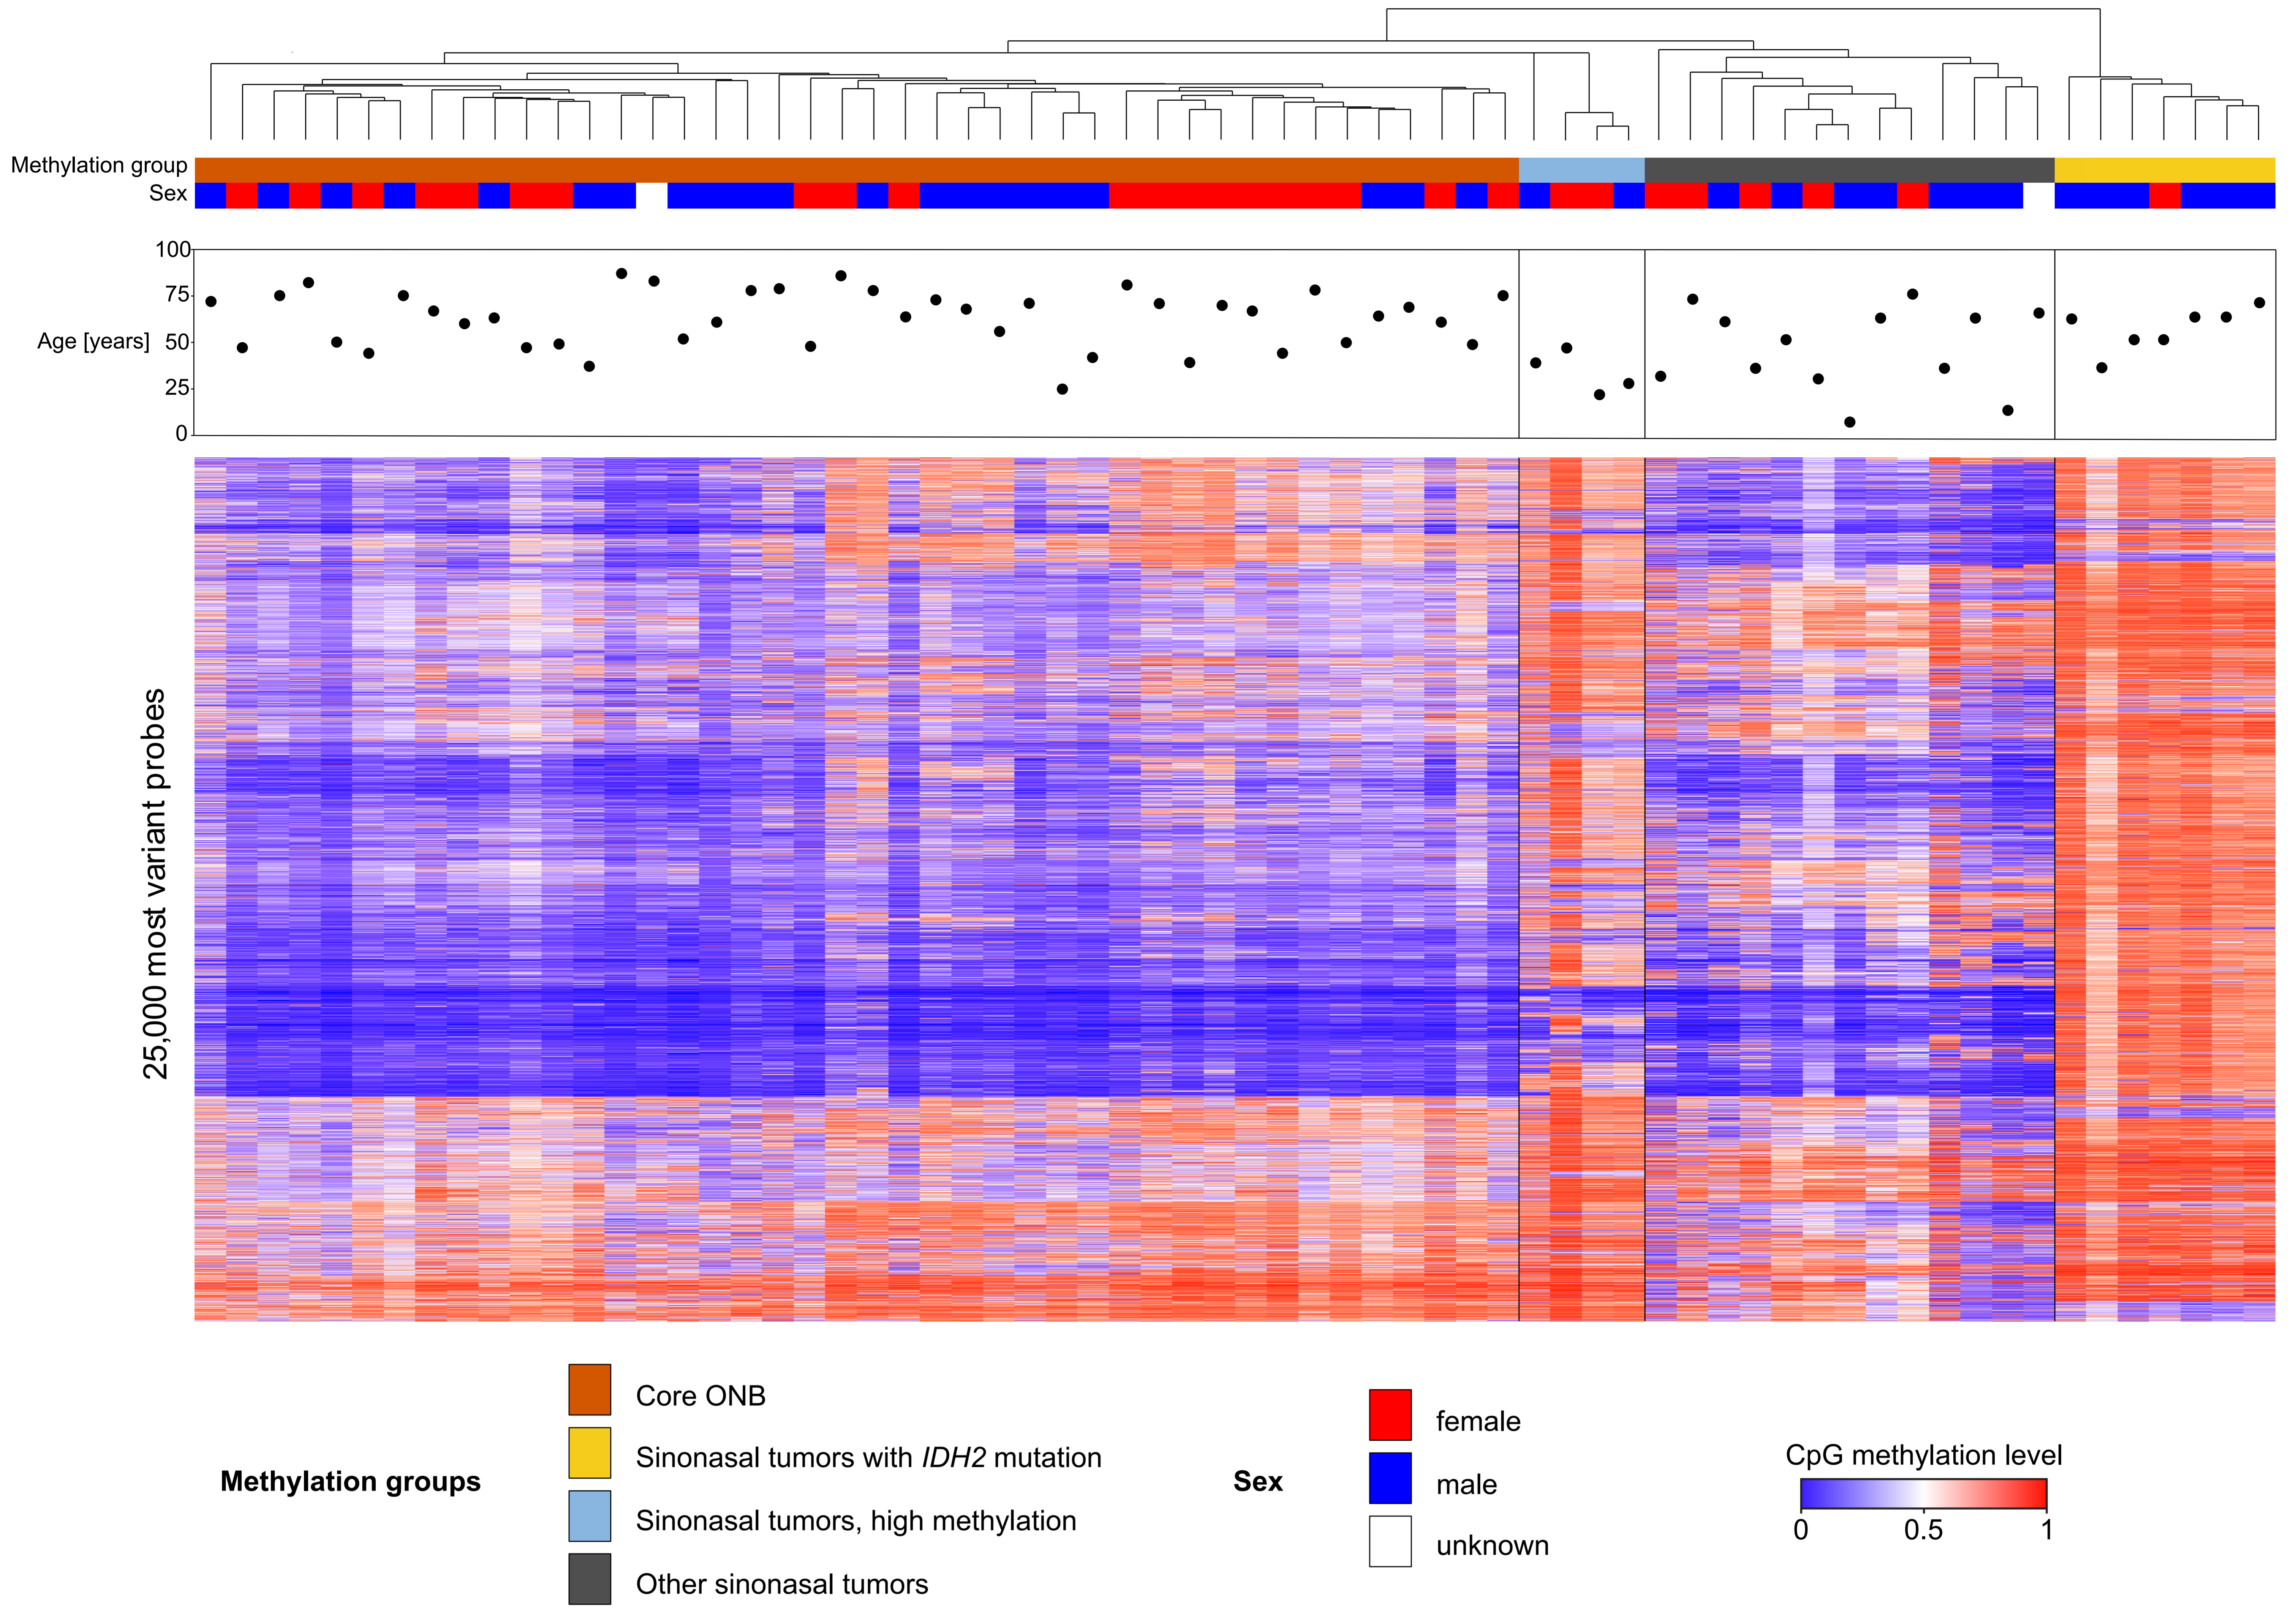 Methylation group
Sex
100
75
Age [years]
50
25
0
25,000 most variant probes
Methylation groups
Core ONB
Sinonasal tumors with IDH2 mutation
Sinonasal tumors, high methylation
Other sinonasal tumors
Sex
female
male
unknown
CpG methylation level
0 0.5 1